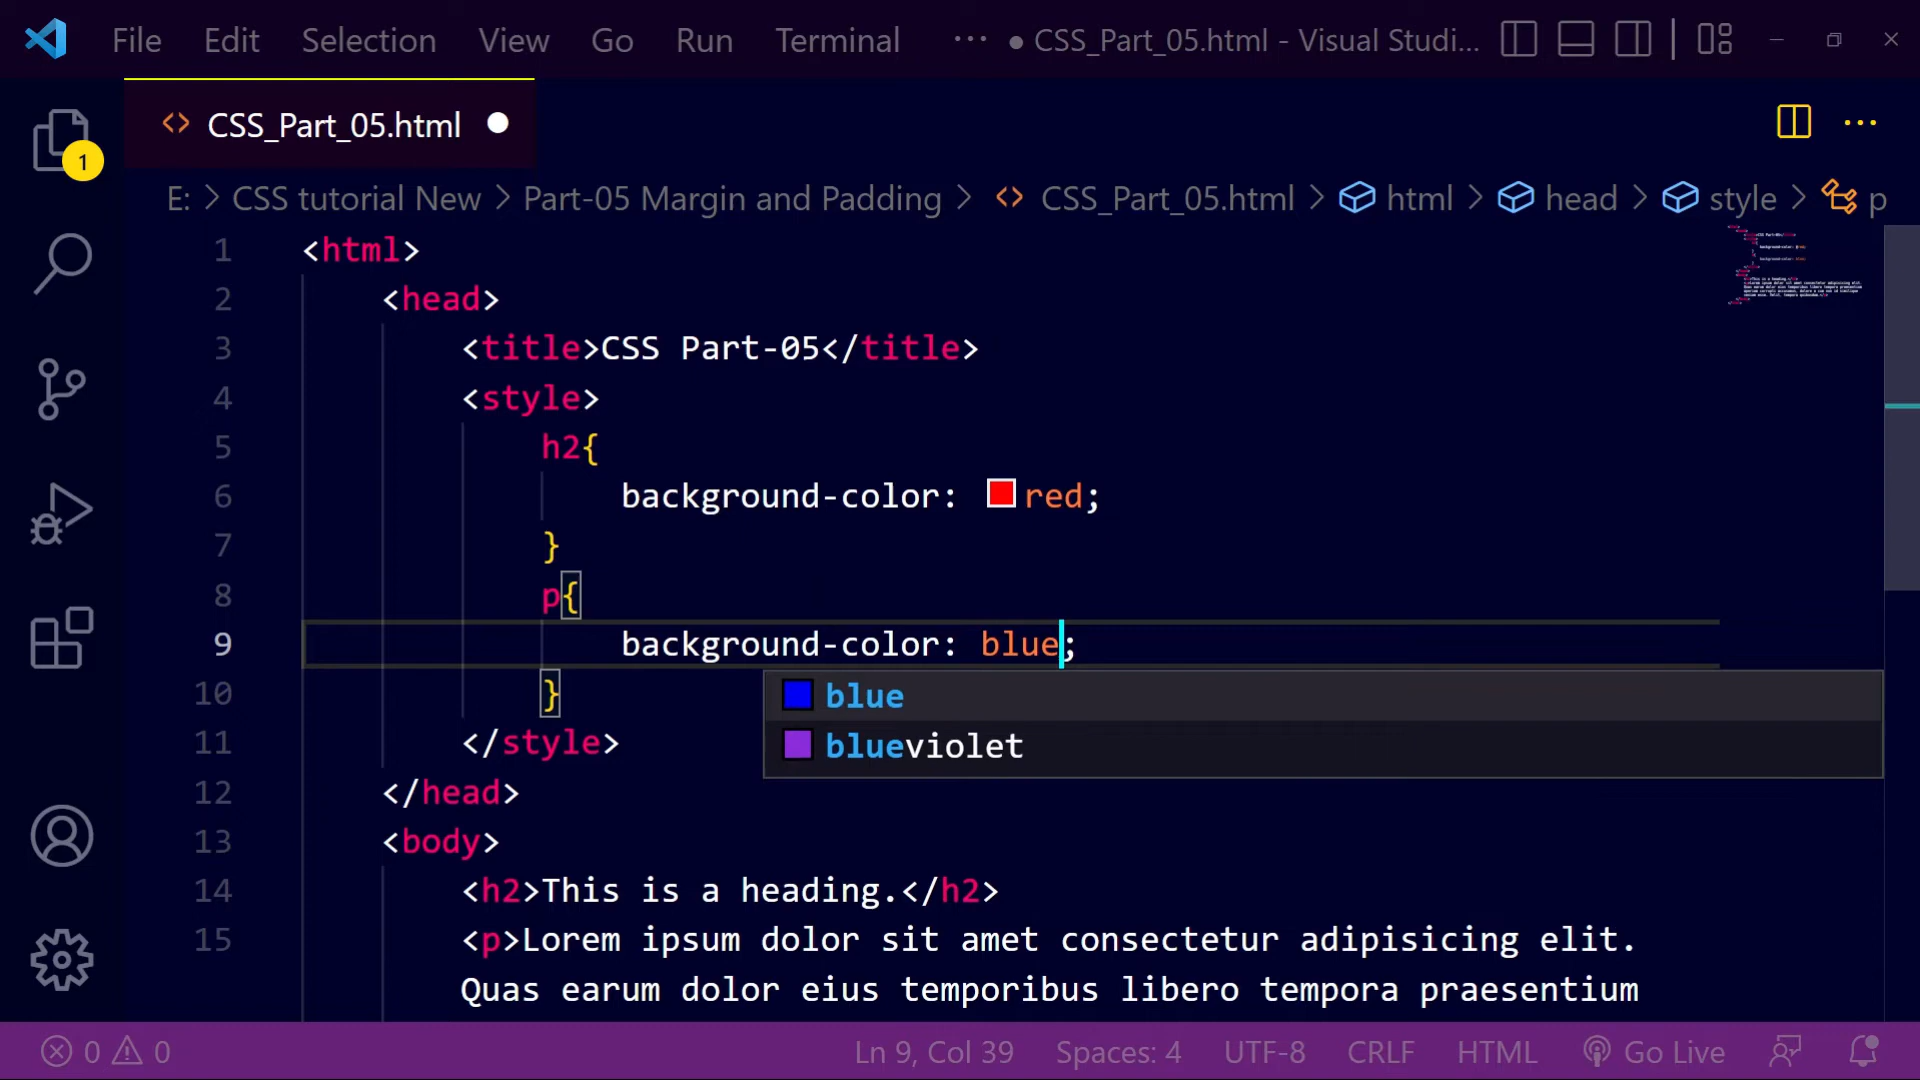 File Edit Selection View Go Run Terminal ··· ● CSS_Part_05.html - Visual Studi...
<> CSS_Part_05.html ●
1
E: > CSS tutorial New > Part-05 Margin and Padding > <> CSS_Part_05.html > html > head > style > p
1 <html>
2 <head>
3 <title>CSS Part-05</title>
4 <style>
5 h2{
6 background-color: red;
7 }
8 p{
9 background-color: blue;
10 }
blue
blueviolet
11 </style>
12 </head>
13 <body>
14 <h2>This is a heading.</h2>
15 <p>Lorem ipsum dolor sit amet consectetur adipisicing elit.
Quas earum dolor eius temporibus libero tempora praesentium
0 0 Ln 9, Col 39 Spaces: 4 UTF-8 CRLF HTML Go Live